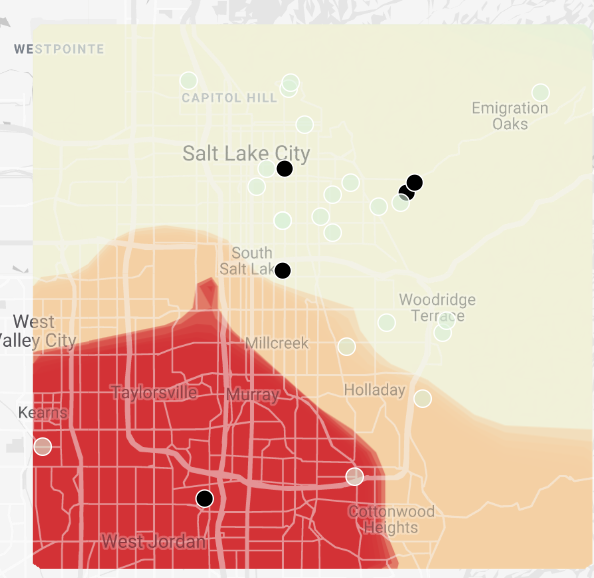 WESTPOINTE
CAPITOL HILL
Emigration
Oaks
Salt Lake City
South
Salt Lake
Woodridge
Terrace
West
Valley City
Millcreek
Holladay
Taylorsville
Murray
Kearns
Cottonwood
Heights
West Jordan